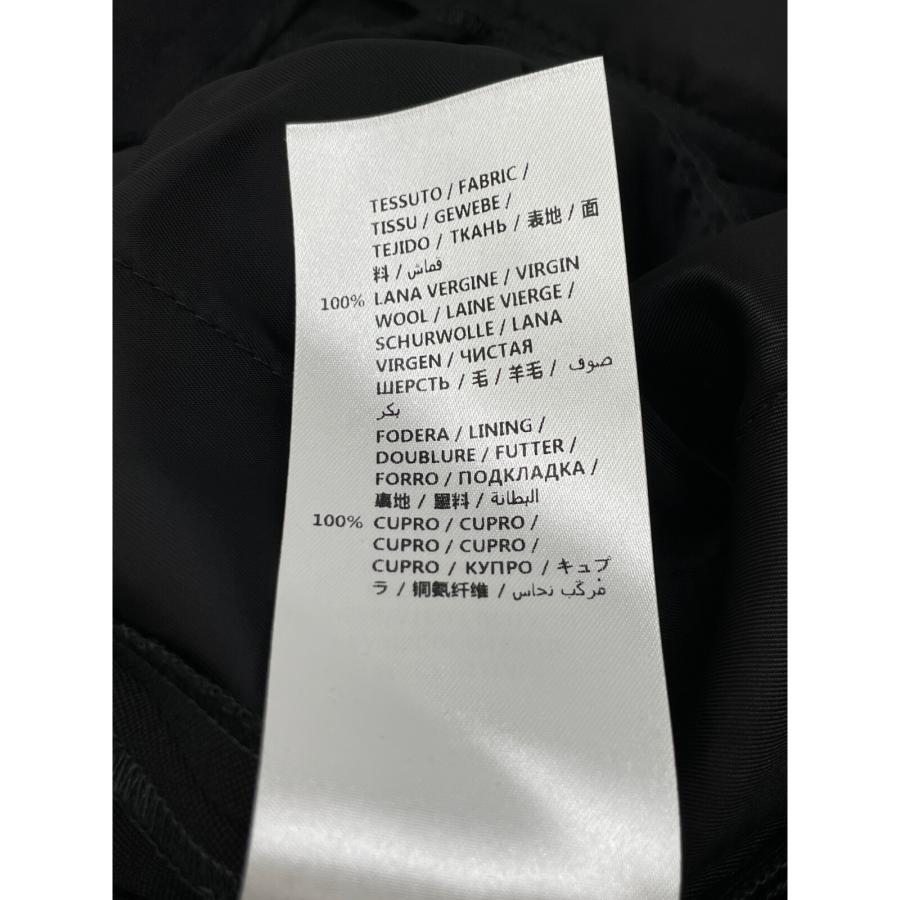 TESSUTO / FABRIC /
TISSU / GEWEBE /
TEJIDO / ТКАНЬ / 表地 / 面
料 / قماش
100% LANA VERGINE / VIRGIN
WOOL / LAINE VIERGE /
SCHURWOLLE / LANA
VIRGEN / ЧИСТАЯ
ШЕРСТЬ / 毛 / 羊毛 / صوف
بكر
FODERA / LINING /
DOUBLURE / FUTTER /
FORRO / ПОДКЛАДКА /
裏地 / 里料 / البطانة
100% CUPRO / CUPRO /
CUPRO / CUPRO /
CUPRO / КУПРО / キュプ
ラ / 铜氨纤维 / مُركّب نحاس